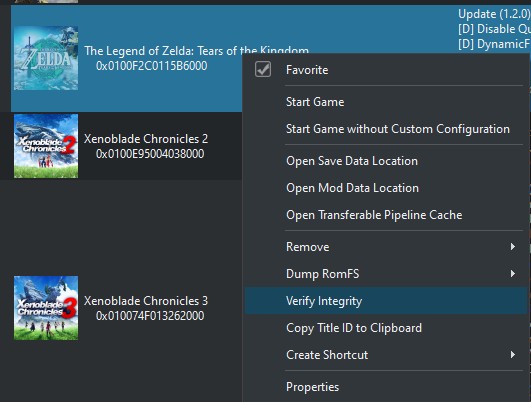 Update (1.2.0)
[D] Disable Qu
[D] DynamicF
ZELDA
The Legend of Zelda: Tears of the Kingdom
0x0100F2C0115B6000
Favorite
Start Game
Start Game without Custom Configuration
Xenoblade Chronicles 2
Xenoblade Chronicles 2
0x0100E95004038000
Open Save Data Location
Open Mod Data Location
Open Transferable Pipeline Cache
Remove
Dump RomFS
Xenoblade Chronicles 3
Xenoblade Chronicles 3
0x010074F013262000
Verify Integrity
Copy Title ID to Clipboard
Create Shortcut
Properties